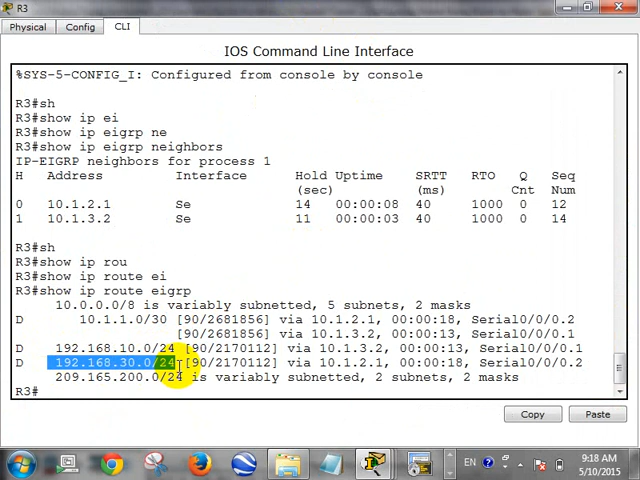 R3
Physical Config CLI
IOS Command Line Interface
%SYS-5-CONFIG_I: Configured from console by console
R3#sh
R3#show ip ei
R3#show ip eigrp ne
R3#show ip eigrp neighbors
IP-EIGRP neighbors for process 1
H Address Interface Hold Uptime SRTT RTO Q Seq
(sec) (ms) Cnt Num
0 10.1.2.1 Se 14 00:00:08 40 1000 0 12
1 10.1.3.2 Se 11 00:00:03 40 1000 0 14
R3#sh
R3#show ip rou
R3#show ip route ei
R3#show ip route eigrp
10.0.0.0/8 is variably subnetted, 5 subnets, 2 masks
D 10.1.1.0/30 [90/2681856] via 10.1.2.1, 00:00:18, Serial0/0.2
[90/2681856] via 10.1.3.2, 00:00:13, Serial0/0.1
D 192.168.10.0/24 [90/2170112] via 10.1.3.2, 00:00:13, Serial0/0.1
D 192.168.30.0/24 [90/2170112] via 10.1.2.1, 00:00:18, Serial0/0.2
209.165.200.0/24 is variably subnetted, 2 subnets, 2 masks
R3#
Copy Paste
EN 9:18 AM
5/10/2015